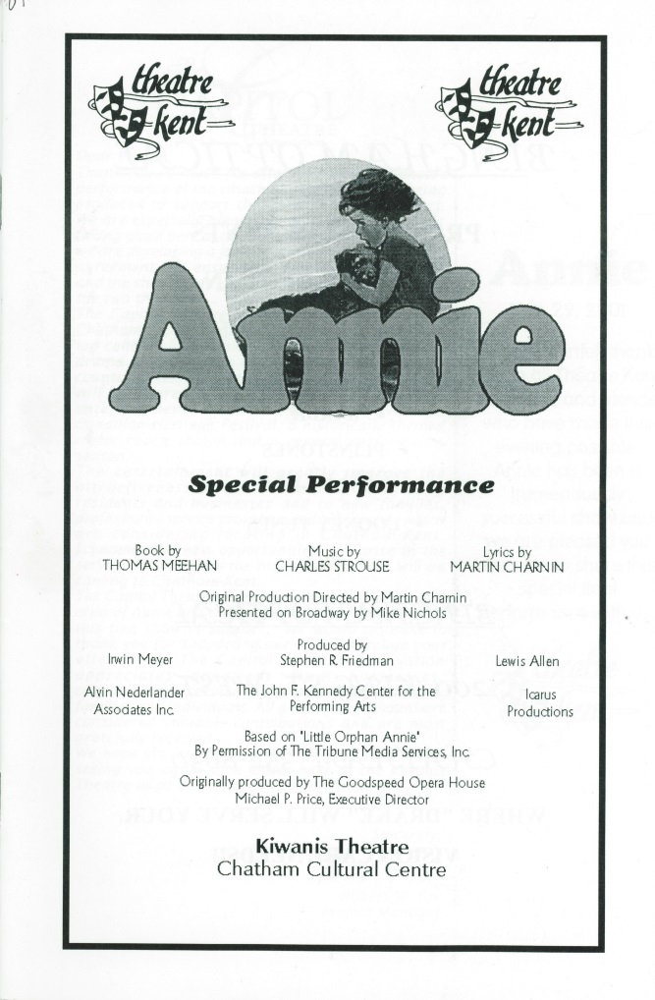 theatre kent
theatre kent
Annie
Special Performance
Book by
THOMAS MEEHAN
Music by
CHARLES STROUSE
Lyrics by
MARTIN CHARNIN
Original Production Directed by Martin Charnin
Presented on Broadway by Mike Nichols
Produced by
Irwin Meyer
Stephen R. Friedman
Lewis Allen
Alvin Nederlander
Associates Inc.
The John F. Kennedy Center for the
Performing Arts
Icarus
Productions
Based on "Little Orphan Annie"
By Permission of The Tribune Media Services, Inc.
Originally produced by The Goodspeed Opera House
Michael P. Price, Executive Director
Kiwanis Theatre
Chatham Cultural Centre